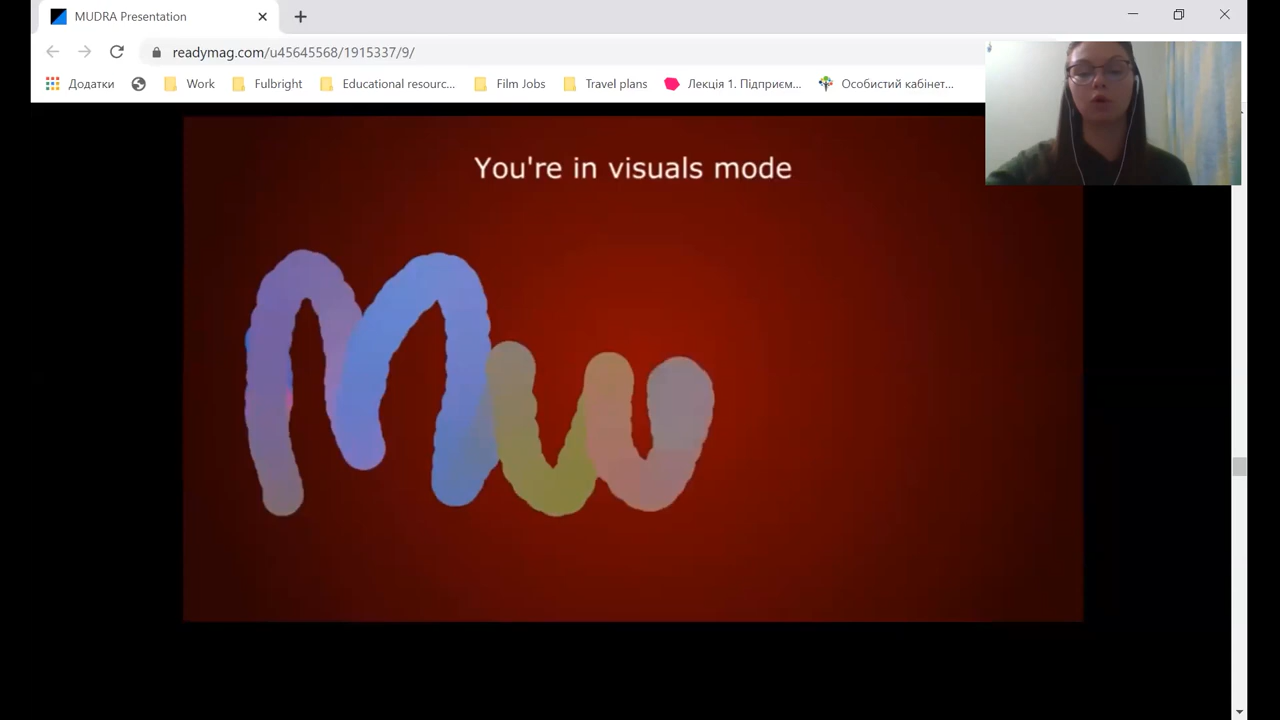 MUDRA Presentation
readymag.com/u45645568/1915337/9/
Додатки Work Fulbright Educational resourc... Film Jobs Travel plans Лекція 1. Підприєм... Особистий кабінет...
You're in visuals mode
Mu